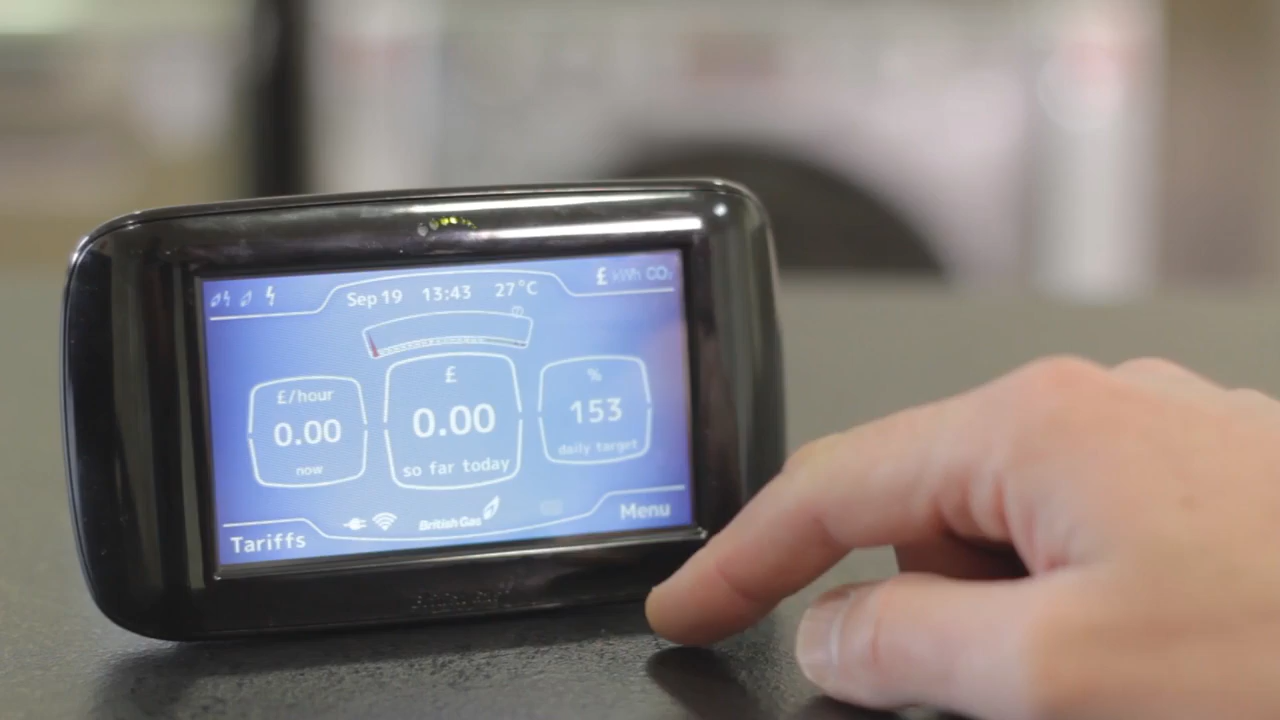 Sep 19 13:43 27°C
£ kWh CO₂
£/hour
0.00
now
£
0.00
so far today
%
153
daily target
British Gas
Tariffs
Menu